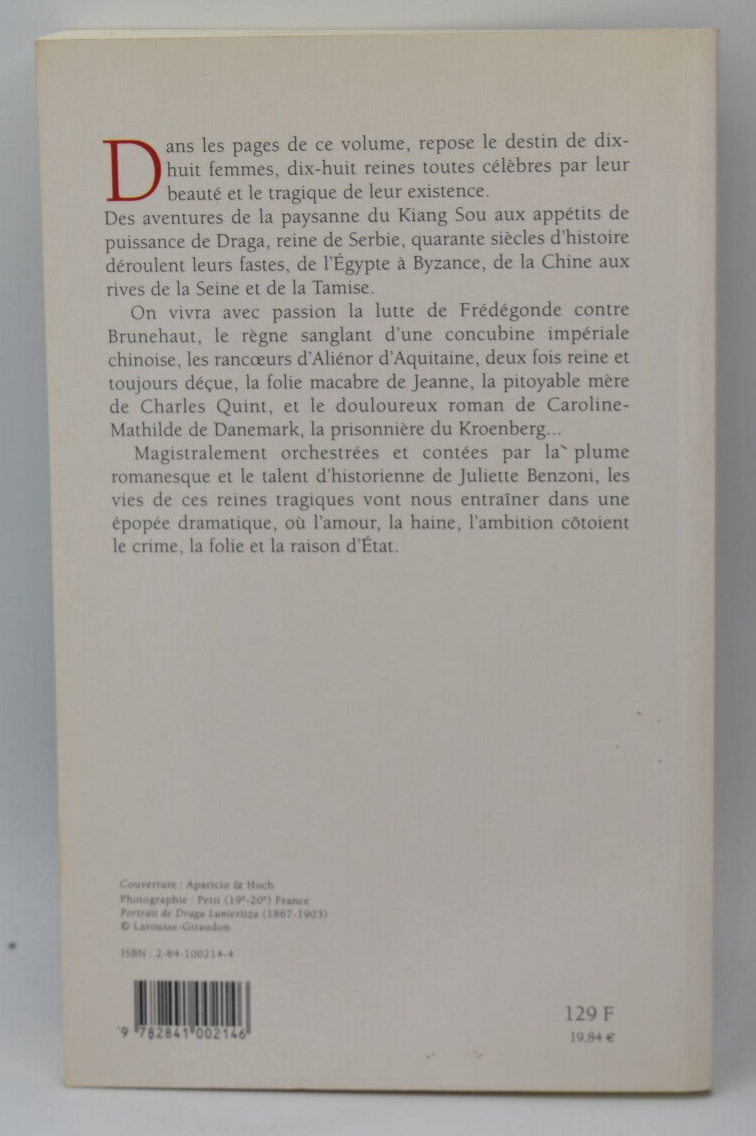 Dans les pages de ce volume, repose le destin de dix-
huit femmes, dix-huit reines toutes célèbres par leur
beauté et le tragique de leur existence.
Des aventures de la paysanne du Kiang Sou aux appétits de
puissance de Draga, reine de Serbie, quarante siècles d'histoire
déroulent leurs fastes, de l'Égypte à Byzance, de la Chine aux
rives de la Seine et de la Tamise.
On vivra avec passion la lutte de Frédégonde contre
Brunehaut, le règne sanglant d'une concubine impériale
chinoise, les rancœurs d'Aliénor d'Aquitaine, deux fois reine et
toujours déçue, la folie macabre de Jeanne, la pitoyable mère
de Charles Quint, et le douloureux roman de Caroline-
Mathilde de Danemark, la prisonnière du Kroenberg...
Magistralement orchestrées et contées par la plume
romanesque et le talent d'historienne de Juliette Benzoni, les
vies de ces reines tragiques vont nous entraîner dans une
épopée dramatique, où l'amour, la haine, l'ambition côtoient
le crime, la folie et la raison d'État.
Couverture : Aparicio & Hoch
Photographie : Petit (19e-20e) France
Portrait de Draga Lunievitza (1867-1903)
© Larousse-Giraudon
ISBN : 2-84-100214-4
9 782841 002146
129 F
19,84 €